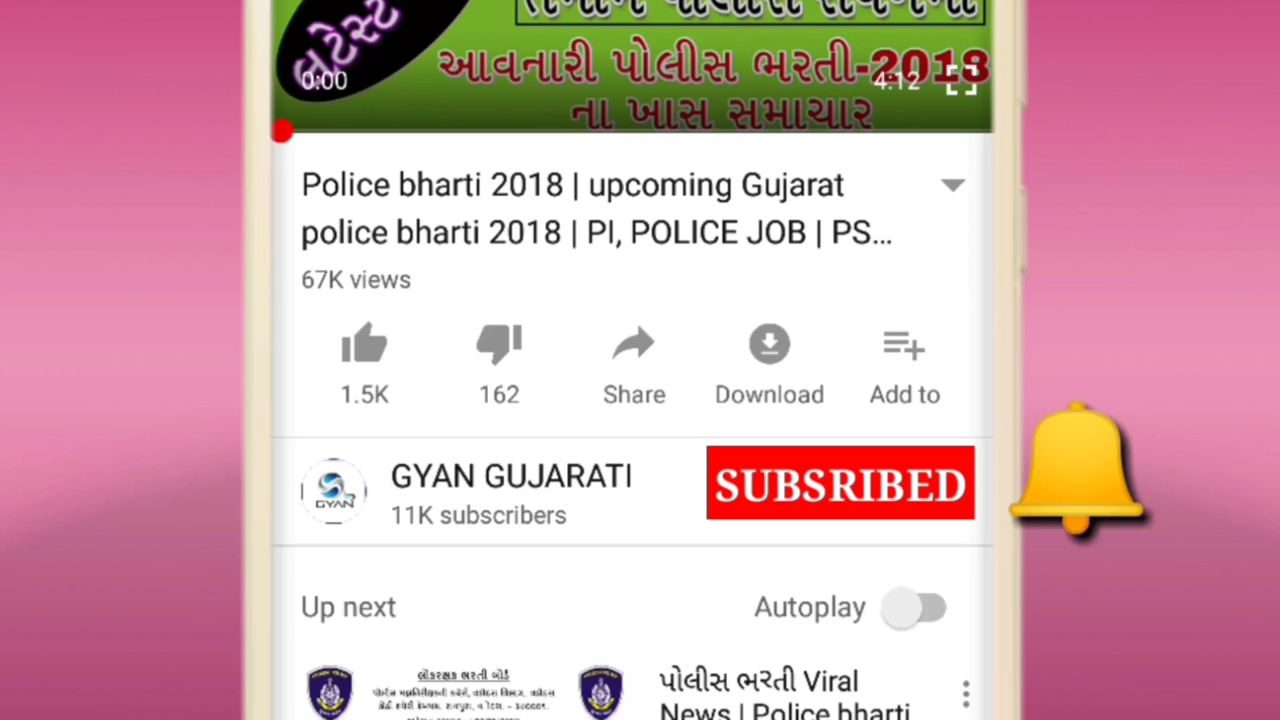 લેટેસ્ટ
તમામ પોલીસ
આવનારી પોલીસ ભરતી-2018
0:00
4:12
ના ખાસ સમાચાર
Police bharti 2018 | upcoming Gujarat
police bharti 2018 | PI, POLICE JOB | PS...
67K views
1.5K
162
Share
Download
Add to
GYAN
GYAN GUJARATI
SUBSRIBED
11K subscribers
Up next
Autoplay
લોકરક્ષક ભરતી બોર્ડ
પોલીસ ભરતી Viral
News | Police bharti